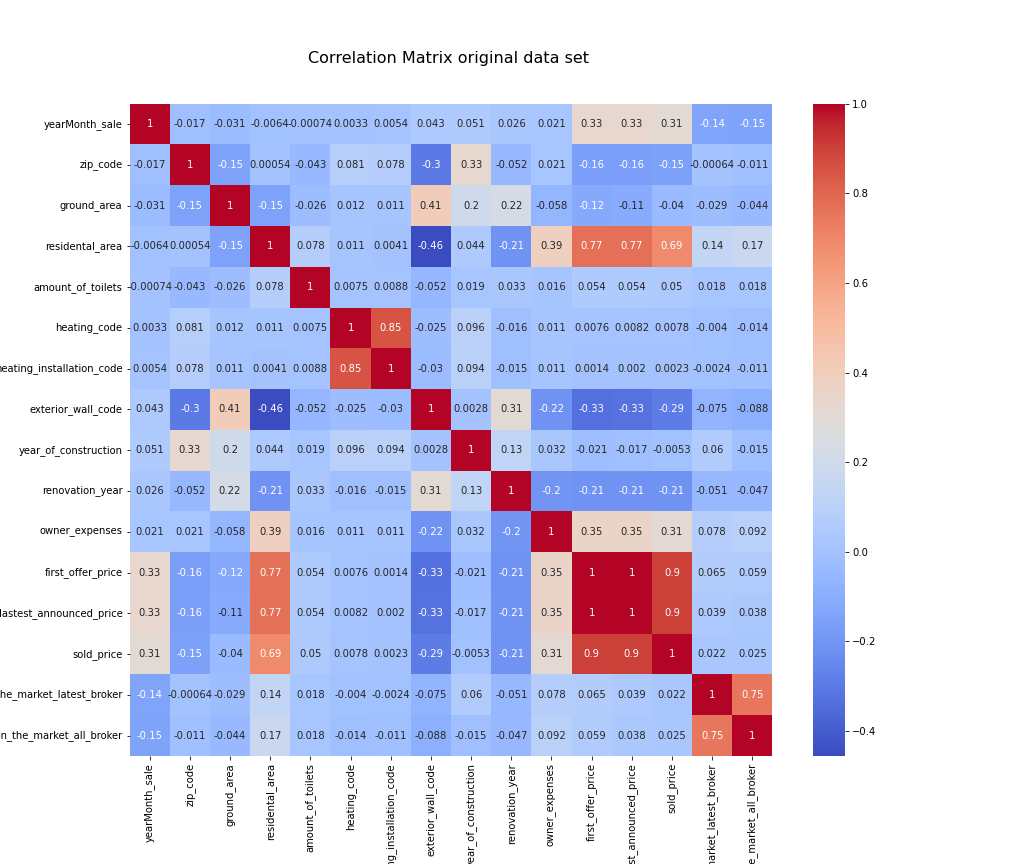 Correlation Matrix original data set
yearMonth_sale 1 -0.017 -0.031 -0.0064 -0.00074 0.0033 0.0054 0.043 0.051 0.026 0.021 0.33 0.33 0.31 -0.14 -0.15
zip_code -0.017 1 -0.15 0.00054 -0.043 0.081 0.078 -0.3 0.33 -0.052 0.021 -0.16 -0.16 -0.15 -0.00064 -0.011
ground_area -0.031 -0.15 1 -0.15 -0.026 0.012 0.011 0.41 0.2 0.22 -0.058 -0.12 -0.11 -0.04 -0.029 -0.044
residental_area -0.0064 0.00054 -0.15 1 0.078 0.011 0.0041 -0.46 0.044 -0.21 0.39 0.77 0.77 0.69 0.14 0.17
amount_of_toilets -0.00074 -0.043 -0.026 0.078 1 0.0075 0.0088 -0.052 0.019 0.033 0.016 0.054 0.054 0.05 0.018 0.018
heating_code 0.0033 0.081 0.012 0.011 0.0075 1 0.85 -0.025 0.096 -0.016 0.011 0.0076 0.0082 0.0078 -0.004 -0.014
heating_installation_code 0.0054 0.078 0.011 0.0041 0.0088 0.85 1 -0.03 0.094 -0.015 0.011 0.0014 0.002 0.0023 -0.0024 -0.011
exterior_wall_code 0.043 -0.3 0.41 -0.46 -0.052 -0.025 -0.03 1 0.0028 0.31 -0.22 -0.33 -0.33 -0.29 -0.075 -0.088
year_of_construction 0.051 0.33 0.2 0.044 0.019 0.096 0.094 0.0028 1 0.13 0.032 -0.021 -0.017 -0.0053 0.06 -0.015
renovation_year 0.026 -0.052 0.22 -0.21 0.033 -0.016 -0.015 0.31 0.13 1 -0.2 -0.21 -0.21 -0.21 -0.051 -0.047
owner_expenses 0.021 0.021 -0.058 0.39 0.016 0.011 0.011 -0.22 0.032 -0.2 1 0.35 0.35 0.31 0.078 0.092
first_offer_price 0.33 -0.16 -0.12 0.77 0.054 0.0076 0.0014 -0.33 -0.021 -0.21 0.35 1 1 0.9 0.065 0.059
lastest_announced_price 0.33 -0.16 -0.11 0.77 0.054 0.0082 0.002 -0.33 -0.017 -0.21 0.35 1 1 0.9 0.039 0.038
sold_price 0.31 -0.15 -0.04 0.69 0.05 0.0078 0.0023 -0.29 -0.0053 -0.21 0.31 0.9 0.9 1 0.022 0.025
he_market_latest_broker -0.14 -0.00064 -0.029 0.14 0.018 -0.004 -0.0024 -0.075 0.06 -0.051 0.078 0.065 0.039 0.022 1 0.75
n_the_market_all_broker -0.15 -0.011 -0.044 0.17 0.018 -0.014 -0.011 -0.088 -0.015 -0.047 0.092 0.059 0.038 0.025 0.75 1
yearMonth_sale
zip_code
ground_area
residental_area
amount_of_toilets
heating_code
ng_installation_code
exterior_wall_code
ear_of_construction
renovation_year
owner_expenses
first_offer_price
st_announced_price
sold_price
market_latest_broker
e_market_all_broker
1.0
0.8
0.6
0.4
0.2
0.0
−0.2
−0.4